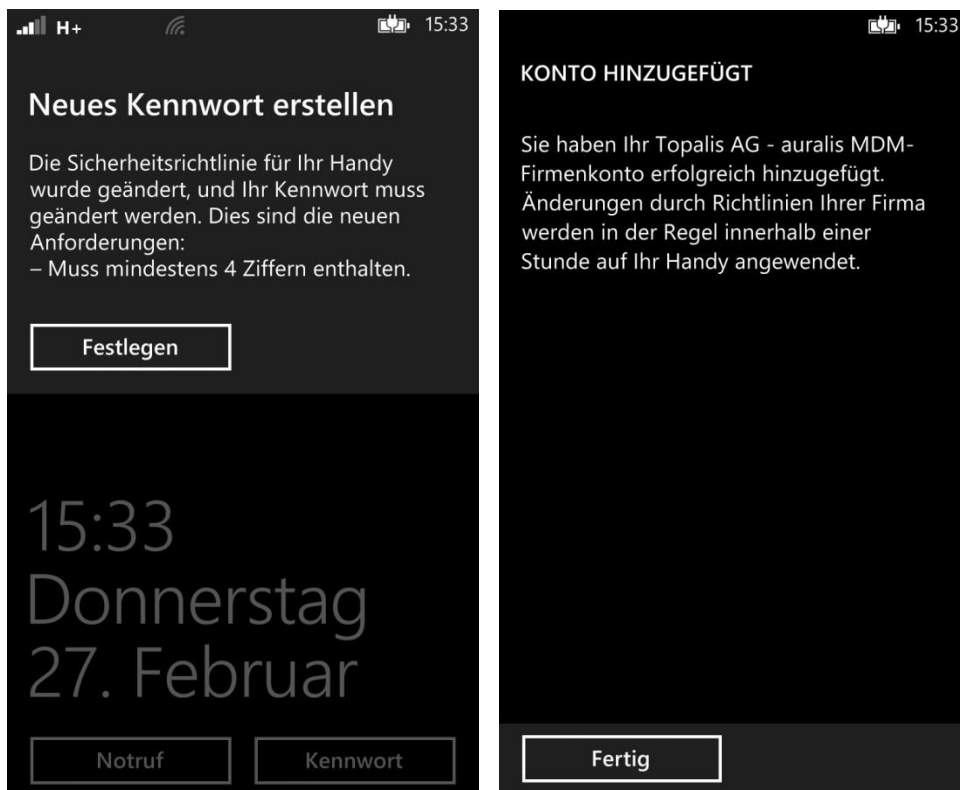 H+ 15:33
Neues Kennwort erstellen
Die Sicherheitsrichtlinie für Ihr Handy
wurde geändert, und Ihr Kennwort muss
geändert werden. Dies sind die neuen
Anforderungen:
– Muss mindestens 4 Ziffern enthalten.
Festlegen
15:33
Donnerstag
27. Februar
Notruf Kennwort
15:33
KONTO HINZUGEFÜGT
Sie haben Ihr Topalis AG - auralis MDM-
Firmenkonto erfolgreich hinzugefügt.
Änderungen durch Richtlinien Ihrer Firma
werden in der Regel innerhalb einer
Stunde auf Ihr Handy angewendet.
Fertig